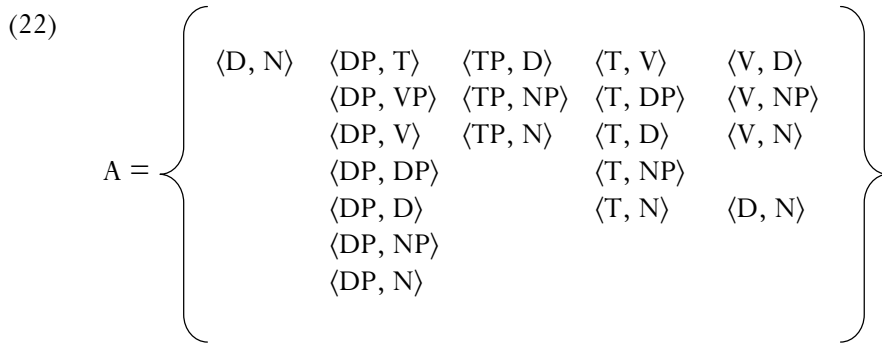 (22)
⟨D, N⟩ ⟨DP, T⟩ ⟨TP, D⟩ ⟨T, V⟩ ⟨V, D⟩
⟨DP, VP⟩ ⟨TP, NP⟩ ⟨T, DP⟩ ⟨V, NP⟩
⟨DP, V⟩ ⟨TP, N⟩ ⟨T, D⟩ ⟨V, N⟩
A = ⟨DP, DP⟩ ⟨T, NP⟩
⟨DP, D⟩ ⟨T, N⟩ ⟨D, N⟩
⟨DP, NP⟩
⟨DP, N⟩